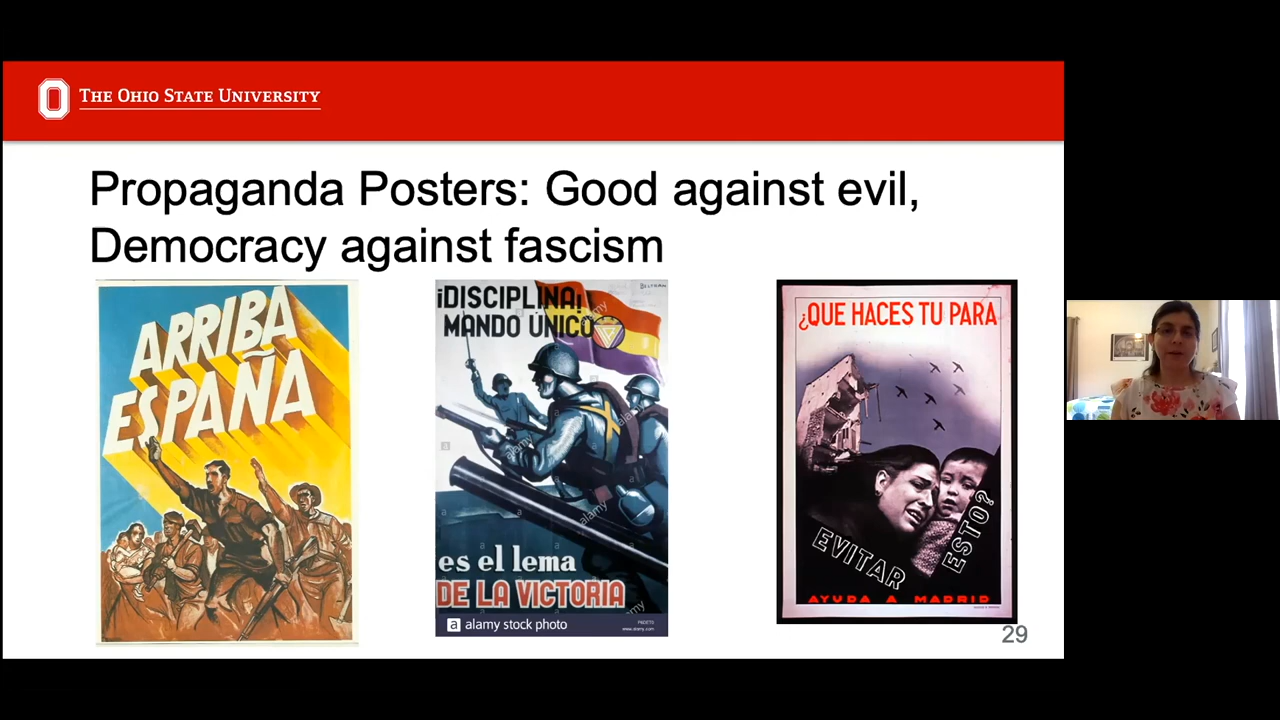 THE OHIO STATE UNIVERSITY
Propaganda Posters: Good against evil,
Democracy against fascism
ARRIBA
ESPAÑA
¡DISCIPLINA!
BELTRAN
MANDO ÚNICO
es el lema
DE LA VICTORIA
a alamy stock photo
www.alamy.com
¿QUE HACES TU PARA
EVITAR
ESTO?
AYUDA A MADRID
29